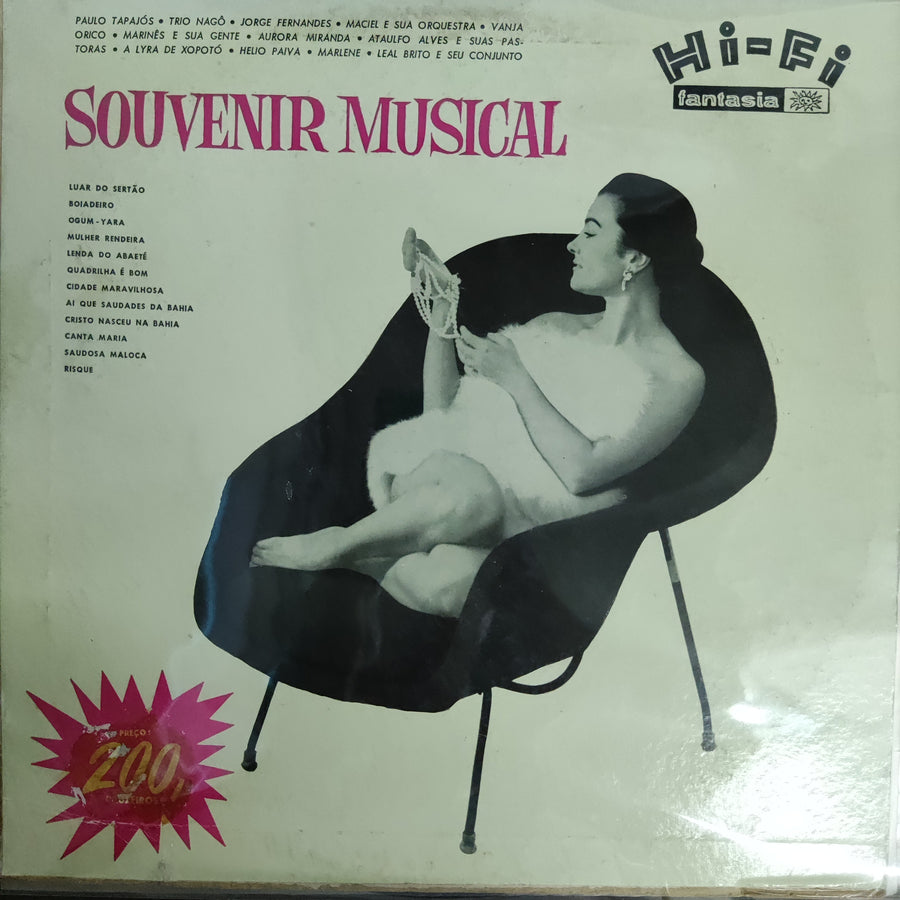 PAULO TAPAJÓS • TRIO NAGÔ • JORGE FERNANDES • MACIEL E SUA ORQUESTRA • VANJA
ORICO • MARINÊS E SUA GENTE • AURORA MIRANDA • ATAULFO ALVES E SUAS PAS-
TORAS • A LYRA DE XOPOTÓ • HELIO PAIVA • MARLENE • LEAL BRITO E SEU CONJUNTO
Hi-Fi
fantasia
SOUVENIR MUSICAL
LUAR DO SERTÃO
BOIADEIRO
OGUM-YARA
MULHER RENDEIRA
LENDA DO ABAETÉ
QUADRILHA É BOM
CIDADE MARAVILHOSA
AI QUE SAUDADES DA BAHIA
CRISTO NASCEU NA BAHIA
CANTA MARIA
SAUDOSA MALOCA
RISQUE
PREÇO:
200,
CRUZEIROS